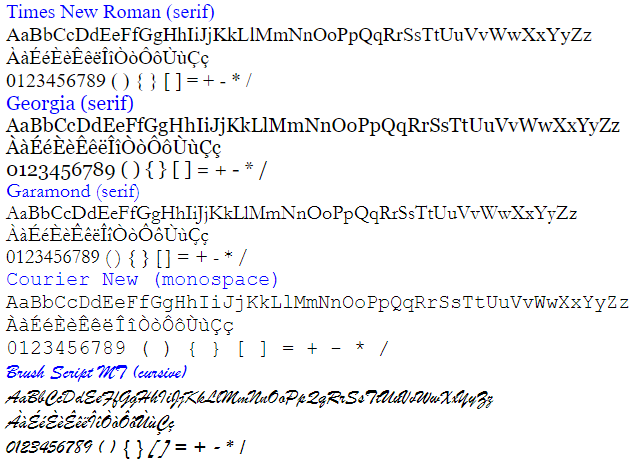 Times New Roman (serif)
AaBbCcDdEeFfGgHhIiJjKkLlMmNnOoPpQqRrSsTtUuVvWwXxYyZz
ÀàÉéÈèÊêëÎîÒòÔôÙùÇç
0123456789 ( ) { } [ ] = + - * /
Georgia (serif)
AaBbCcDdEeFfGgHhIiJjKkLlMmNnOoPpQqRrSsTtUuVvWwXxYyZz
ÀàÉéÈèÊêëÎîÒòÔôÙùÇç
0123456789 ( ) { } [ ] = + - * /
Garamond (serif)
AaBbCcDdEeFfGgHhIiJjKkLlMmNnOoPpQqRrSsTtUuVvWwXxYyZz
ÀàÉéÈèÊêëÎîÒòÔôÙùÇç
0123456789 ( ) { } [ ] = + - * /
Courier New (monospace)
AaBbCcDdEeFfGgHhIiJjKkLlMmNnOoPpQqRrSsTtUuVvWwXxYyZz
ÀàÉéÈèÊêëÎîÒòÔôÙùÇç
0123456789 ( ) { } [ ] = + - * /
Brush Script MT (cursive)
AaBbCcDdEeFfGgHhIiJjKkLlMmNnOoPpQqRrSsTtUuVvWwXxYyZz
ÀàÉéÈèÊêëÎîÒòÔôÙùÇç
0123456789 ( ) { } [ ] = + - * /